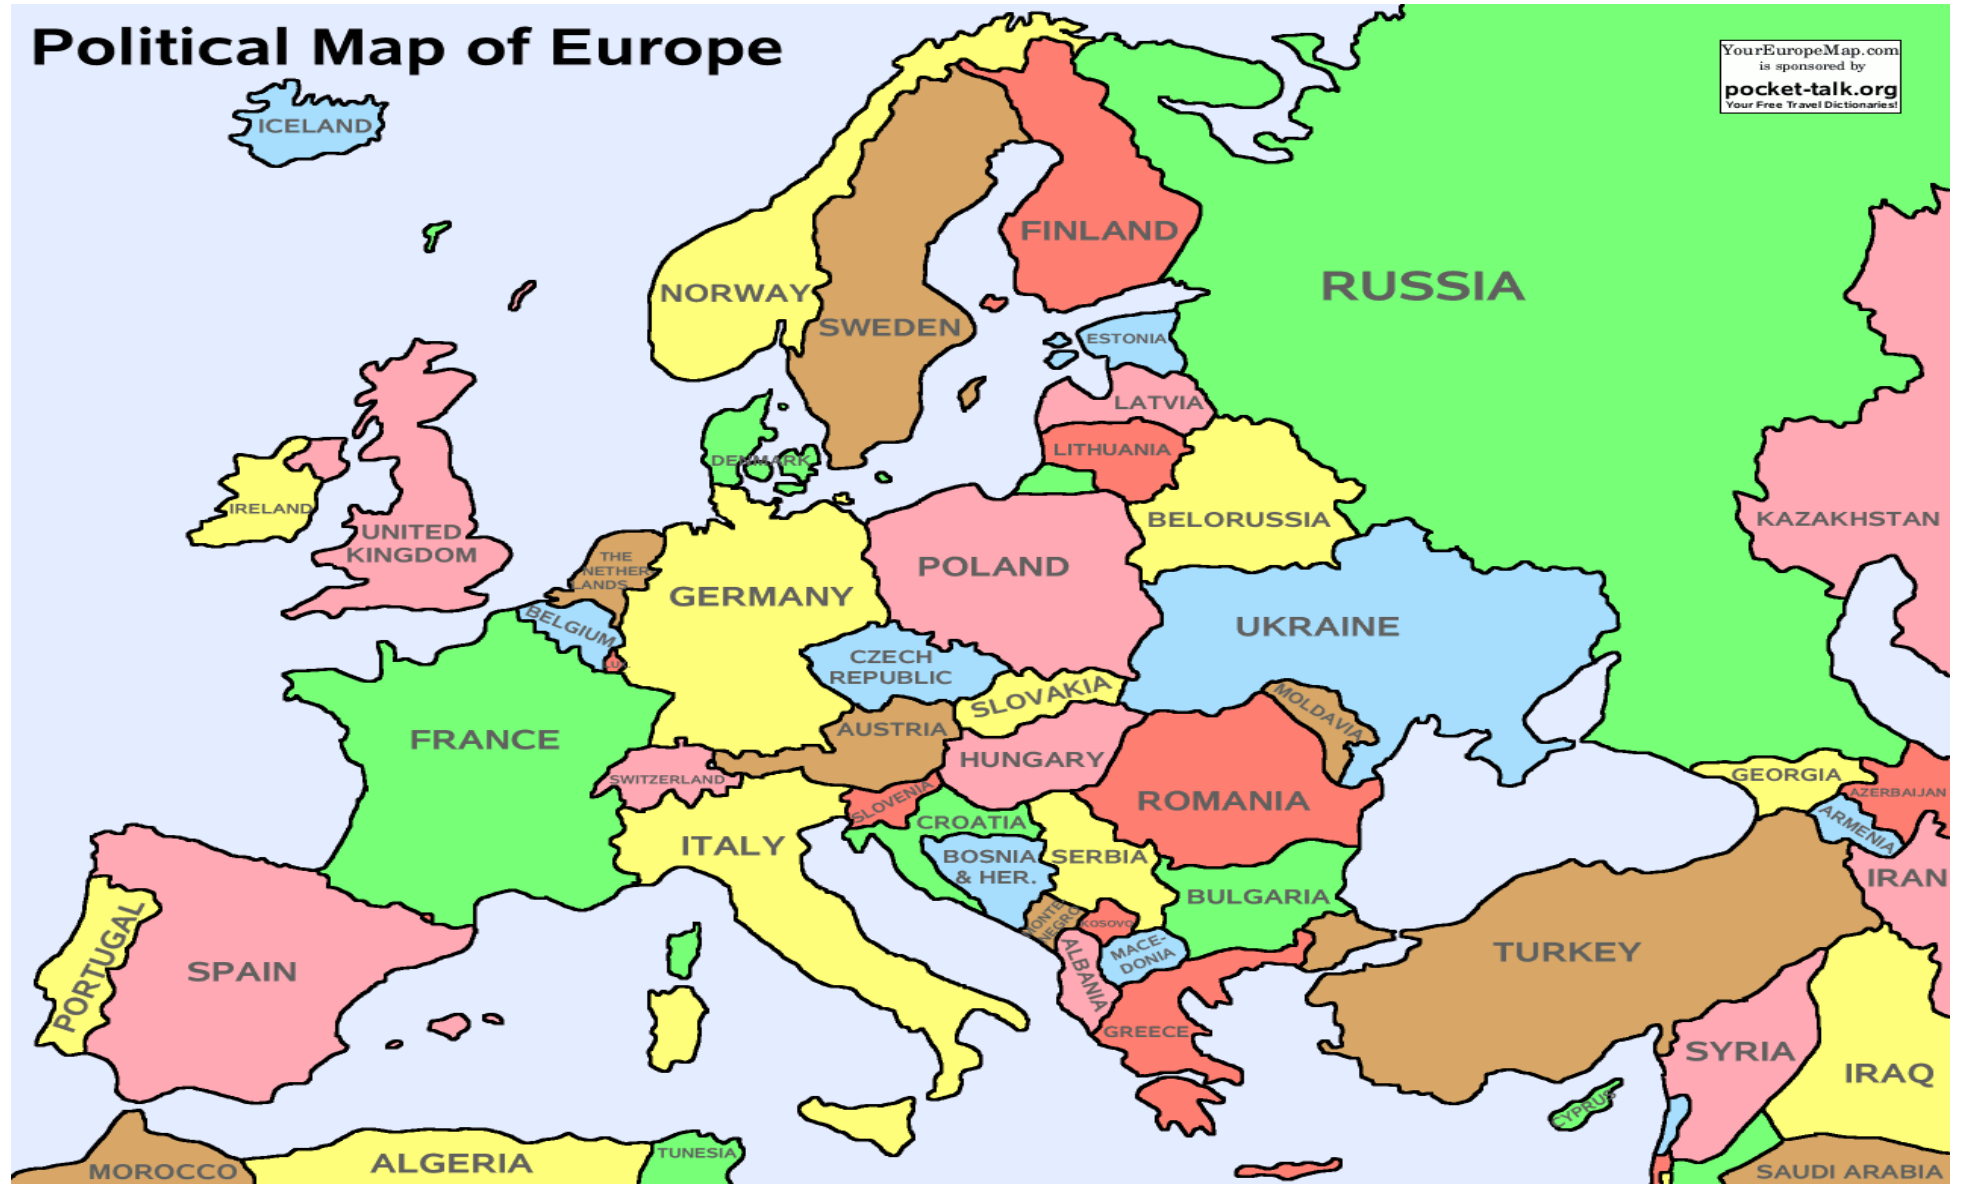 Political Map of Europe
YourEuropeMap.com
is sponsored by
pocket-talk.org
Your Free Travel Dictionaries!
ICELAND
FINLAND
RUSSIA
NORWAY
SWEDEN
ESTONIA
LATVIA
LITHUANIA
DENMARK
IRELAND
UNITED
KINGDOM
BELORUSSIA
KAZAKHSTAN
THE
NETHER-
LANDS
POLAND
GERMANY
BELGIUM
UKRAINE
LUX.
CZECH
REPUBLIC
SLOVAKIA
MOLDAVIA
FRANCE
AUSTRIA
HUNGARY
SWITZERLAND
GEORGIA
AZERBAIJAN
SLOVENIA
ROMANIA
CROATIA
ARMENIA
ITALY
BOSNIA
& HER.
SERBIA
IRAN
BULGARIA
MONTE
NEGRO
KOSOVO
PORTUGAL
SPAIN
ALBANIA
MACE-
DONIA
TURKEY
GREECE
SYRIA
IRAQ
CYPRUS
MOROCCO
ALGERIA
TUNESIA
SAUDI ARABIA